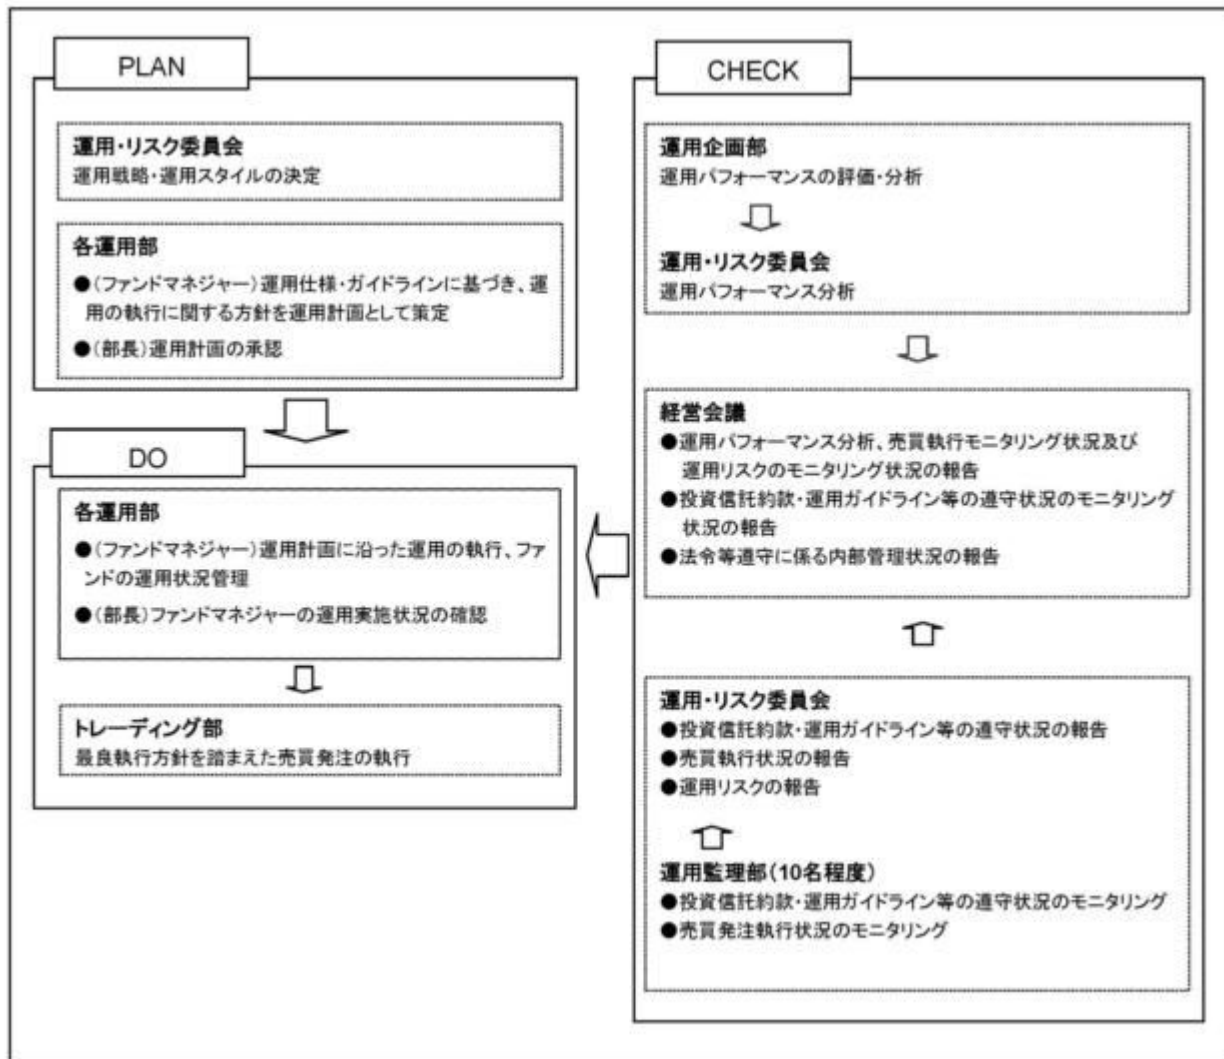 PLAN
運用・リスク委員会
運用戦略・運用スタイルの決定
各運用部
●(ファンドマネジャー)運用仕様・ガイドラインに基づき、運
用の執行に関する方針を運用計画として策定
●(部長)運用計画の承認
DO
各運用部
●(ファンドマネジャー)運用計画に沿った運用の執行、ファ
ンドの運用状況管理
●(部長)ファンドマネジャーの運用実施状況の確認
トレーディング部
最良執行方針を踏まえた売買発注の執行
CHECK
運用企画部
運用パフォーマンスの評価・分析
運用・リスク委員会
運用パフォーマンス分析
経営会議
●運用パフォーマンス分析、売買執行モニタリング状況及び
運用リスクのモニタリング状況の報告
●投資信託約款・運用ガイドライン等の遵守状況のモニタリング
状況の報告
●法令等遵守に係る内部管理状況の報告
運用・リスク委員会
●投資信託約款・運用ガイドライン等の遵守状況の報告
●売買執行状況の報告
●運用リスクの報告
運用監理部(10名程度)
●投資信託約款・運用ガイドライン等の遵守状況のモニタリング
●売買発注執行状況のモニタリング